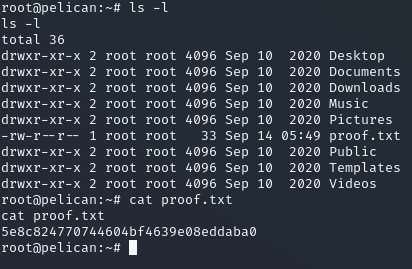 root@pelican:~# ls -l
ls -l
total 36
drwxr-xr-x 2 root root 4096 Sep 10  2020 Desktop
drwxr-xr-x 2 root root 4096 Sep 10  2020 Documents
drwxr-xr-x 2 root root 4096 Sep 10  2020 Downloads
drwxr-xr-x 2 root root 4096 Sep 10  2020 Music
drwxr-xr-x 2 root root 4096 Sep 10  2020 Pictures
-rw-r--r-- 1 root root   33 Sep 14 05:49 proof.txt
drwxr-xr-x 2 root root 4096 Sep 10  2020 Public
drwxr-xr-x 2 root root 4096 Sep 10  2020 Templates
drwxr-xr-x 2 root root 4096 Sep 10  2020 Videos
root@pelican:~# cat proof.txt
cat proof.txt
5e8c824770744604bf4639e08eddaba0
root@pelican:~#